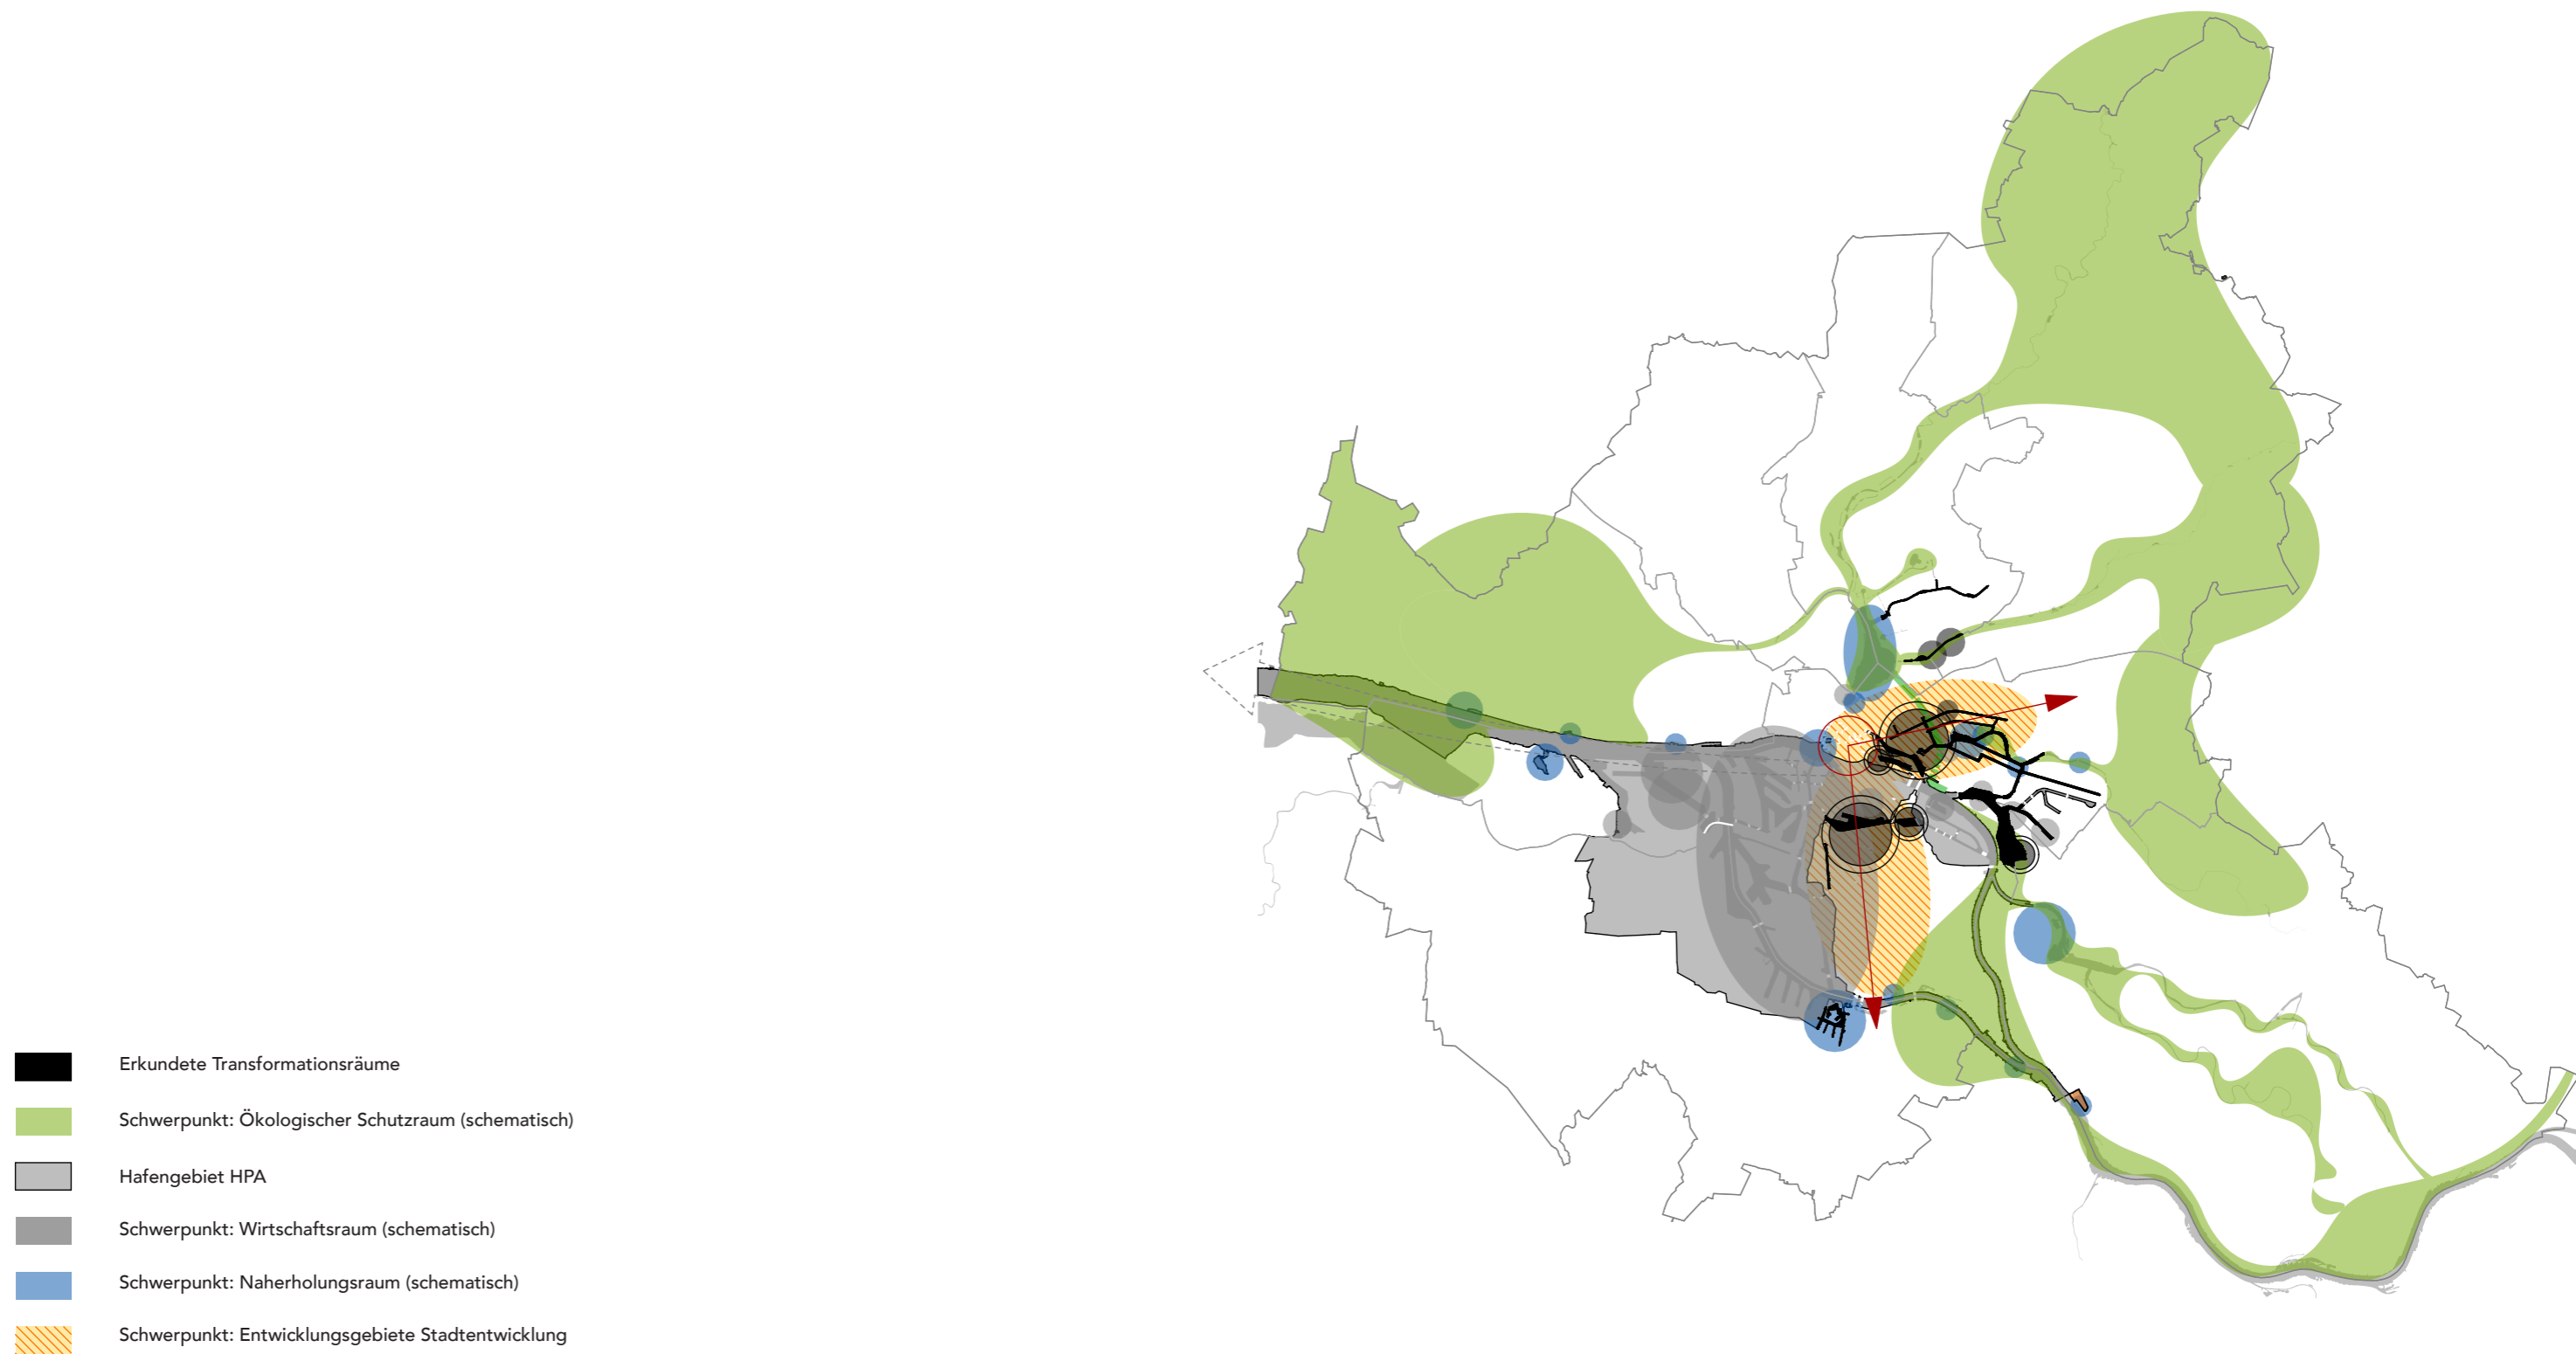 Erkundete Transformationsräume
Schwerpunkt: Ökologischer Schutzraum (schematisch)
Hafengebiet HPA
Schwerpunkt: Wirtschaftsraum (schematisch)
Schwerpunkt: Naherholungsraum (schematisch)
Schwerpunkt: Entwicklungsgebiete Stadtentwicklung